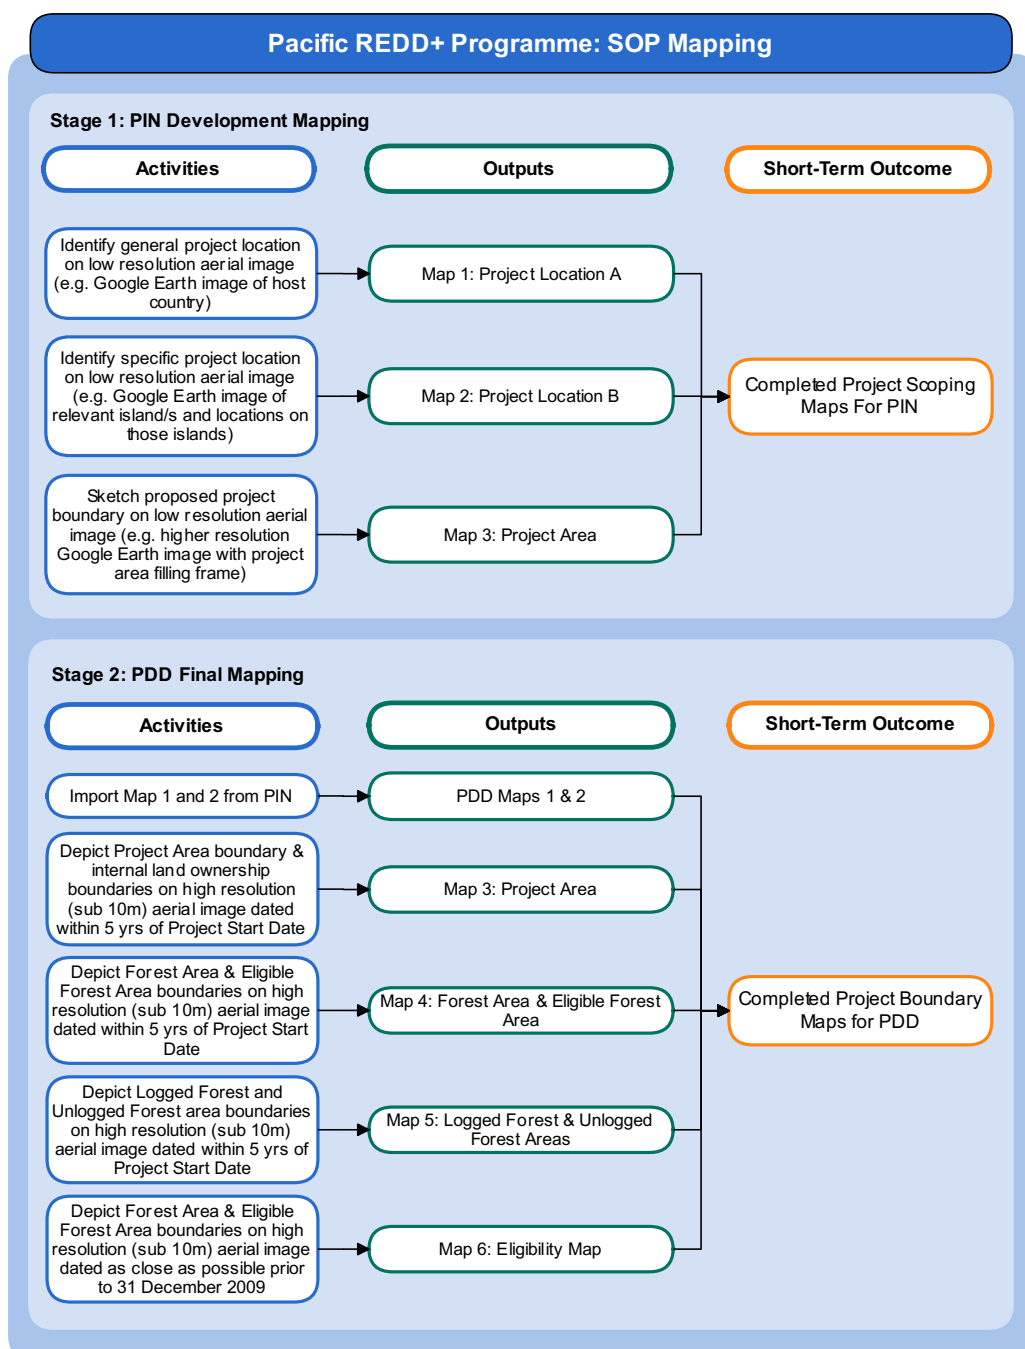 Pacific REDD+ Programme: SOP Mapping
Stage 1: PIN Development Mapping
Activities
Outputs
Short-Term Outcome
Identify general project location
on low resolution aerial image
(e.g. Google Earth image of host
country)
Map 1: Project Location A
Identify specific project location
on low resolution aerial image
(e.g. Google Earth image of
relevant island/s and locations on
those islands)
Map 2: Project Location B
Completed Project Scoping
Maps For PIN
Sketch proposed project
boundary on low resolution aerial
image (e.g. higher resolution
Google Earth image with project
area filling frame)
Map 3: Project Area
Stage 2: PDD Final Mapping
Activities
Outputs
Short-Term Outcome
Import Map 1 and 2 from PIN
PDD Maps 1 & 2
Depict Project Area boundary &
internal land ownership
boundaries on high resolution
(sub 10m) aerial image dated
within 5 yrs of Project Start Date
Map 3: Project Area
Depict Forest Area & Eligible
Forest Area boundaries on high
resolution (sub 10m) aerial image
dated within 5 yrs of Project Start
Date
Map 4: Forest Area & Eligible Forest
Area
Completed Project Boundary
Maps for PDD
Depict Logged Forest and
Unlogged Forest area boundaries
on high resolution (sub 10m)
aerial image dated within 5 yrs of
Project Start Date
Map 5: Logged Forest & Unlogged
Forest Areas
Depict Forest Area & Eligible
Forest Area boundaries on high
resolution (sub 10m) aerial image
dated as close as possible prior
to 31 December 2009
Map 6: Eligibility Map